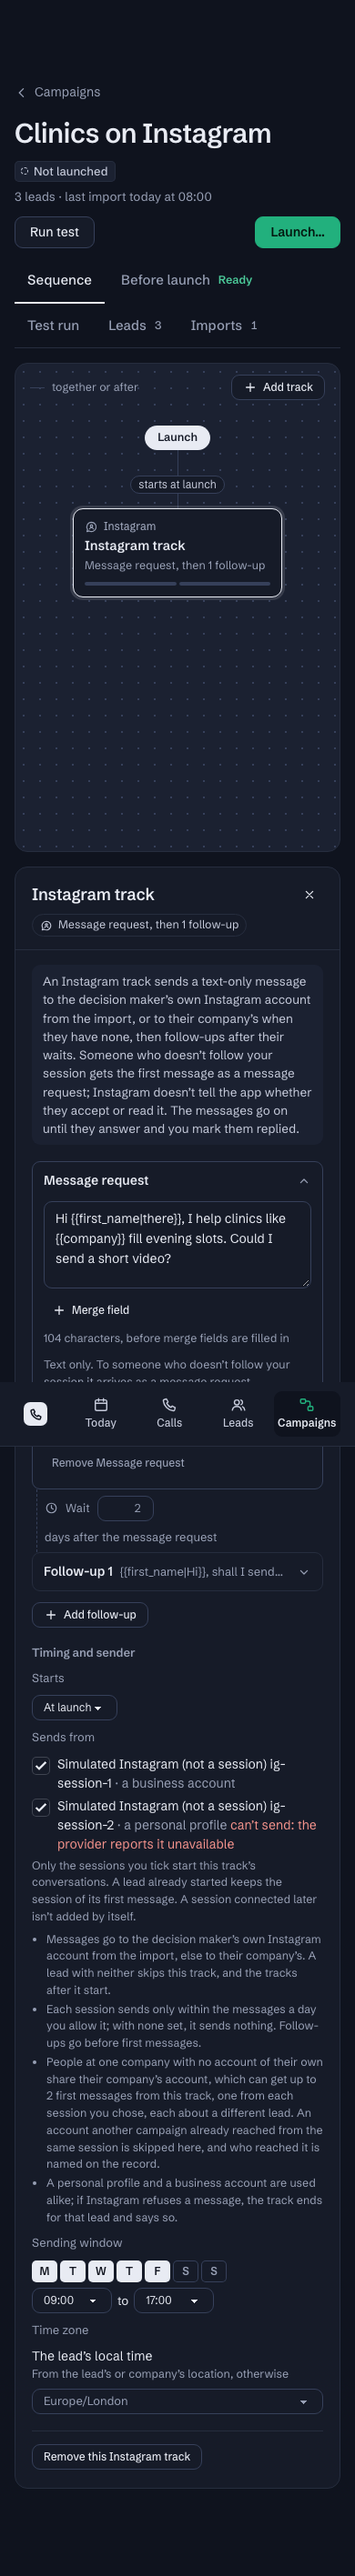 Campaigns
Clinics on Instagram
Not launched
3 leads · last import today at 08:00
Run test
Launch...
Sequence
Before launch Ready
Test run
Leads 3
Imports 1
together or after
Add track
Launch
starts at launch
Instagram
Instagram track
Message request, then 1 follow-up
Instagram track
Message request, then 1 follow-up
An Instagram track sends a text-only message
to the decision maker's own Instagram account
from the import, or to their company's when
they have none, then follow-ups after their
waits. Someone who doesn't follow your
session gets the first message as a message
request; Instagram doesn't tell the app whether
they accept or read it. The messages go on
until they answer and you mark them replied.
Message request
Hi {{first_name|there}}, I help clinics like
{{company}} fill evening slots. Could I
send a short video?
Merge field
104 characters, before merge fields are filled in
Text only. To someone who doesn't follow your
session it arrives as a message request.
Today
Calls
Leads
Campaigns
Remove Message request
Wait 2
days after the message request
Follow-up 1 {{first_name|Hi}}, shall I send...
Add follow-up
Timing and sender
Starts
At launch
Sends from
Simulated Instagram (not a session) ig-
session-1 · a business account
Simulated Instagram (not a session) ig-
session-2 · a personal profile can't send: the
provider reports it unavailable
Only the sessions you tick start this track's
conversations. A lead already started keeps the
session of its first message. A session connected later
isn't added by itself.
• Messages go to the decision maker's own Instagram
account from the import, else to their company's. A
lead with neither skips this track, and the tracks
after it start.
• Each session sends only within the messages a day
you allow it; with none set, it sends nothing. Follow-
ups go before first messages.
• People at one company with no account of their own
share their company's account, which can get up to
2 first messages from this track, one from each
session you chose, each about a different lead. An
account another campaign already reached from the
same session is skipped here, and who reached it is
named on the record.
• A personal profile and a business account are used
alike; if Instagram refuses a message, the track ends
for that lead and says so.
Sending window
M T W T F S S
09:00 to 17:00
Time zone
The lead's local time
From the lead's or company's location, otherwise
Europe/London
Remove this Instagram track